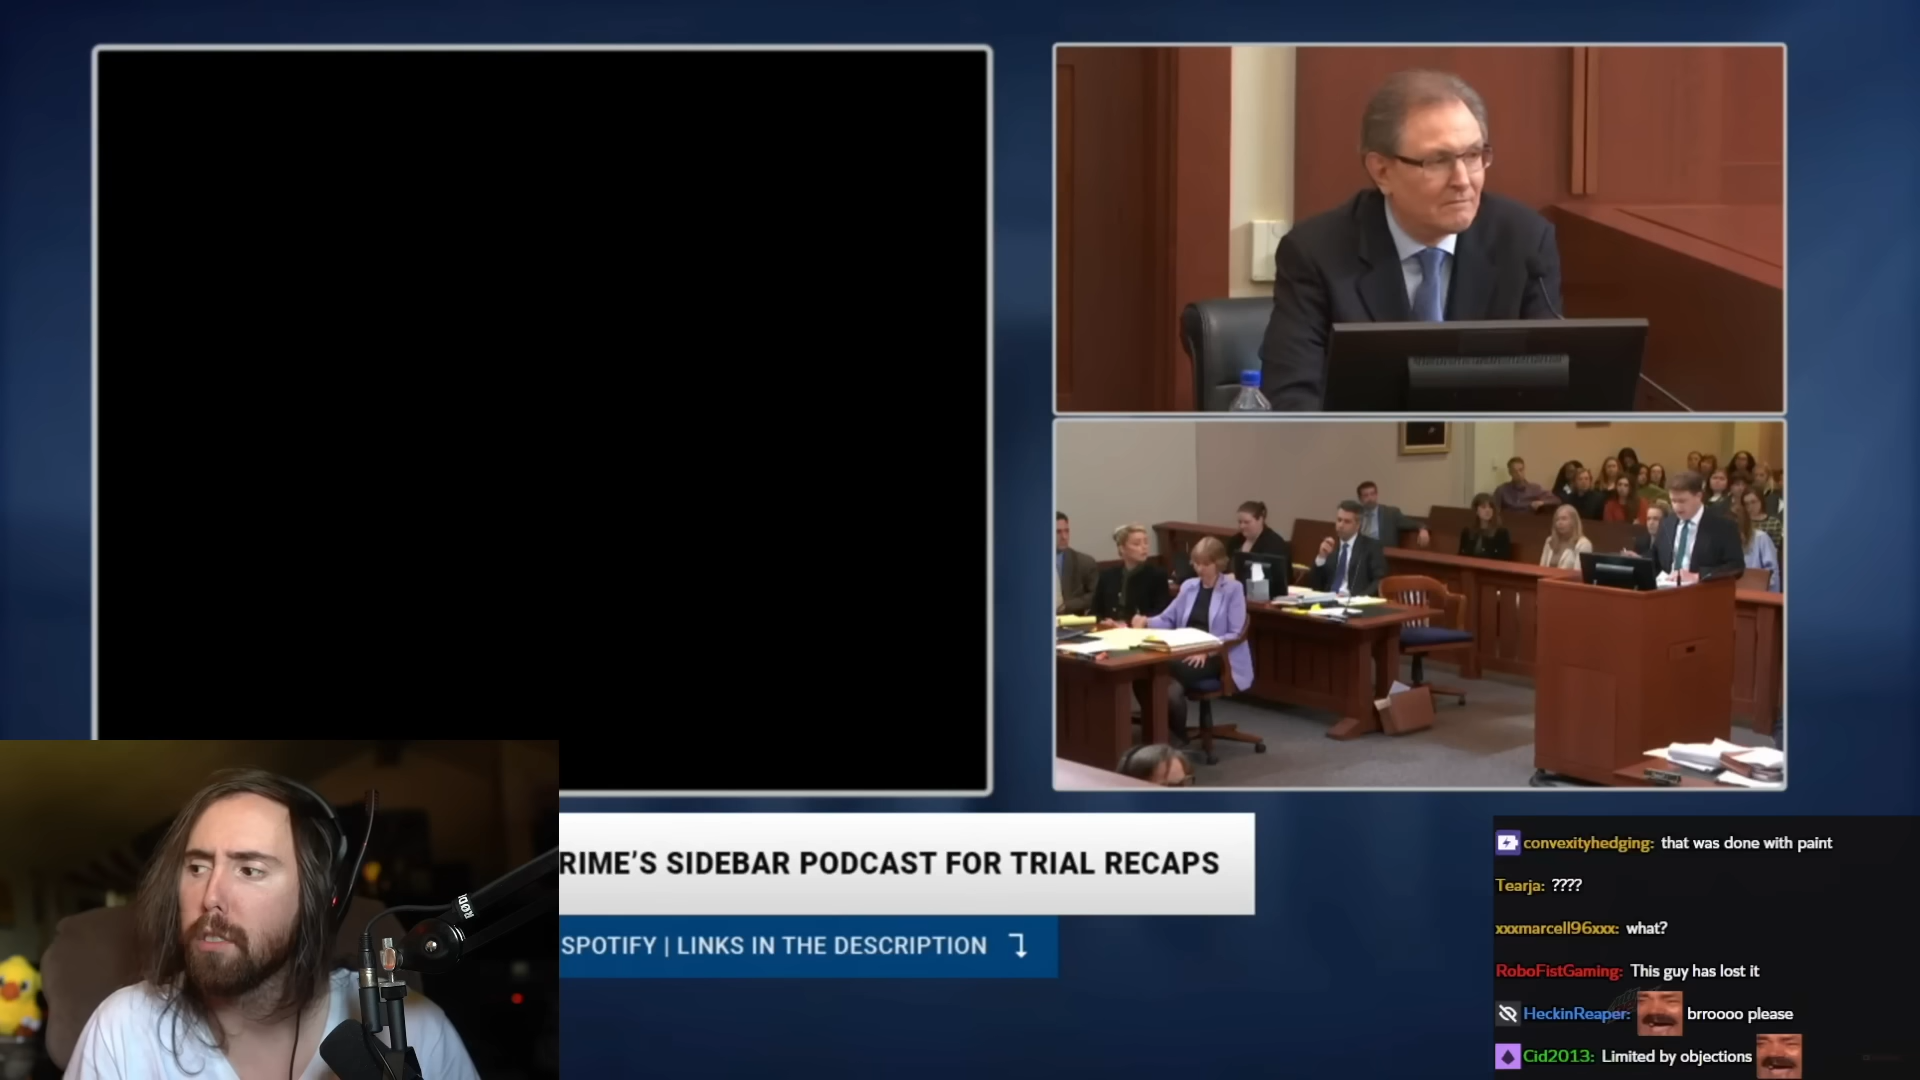 RIME'S SIDEBAR PODCAST FOR TRIAL RECAPS
SPOTIFY | LINKS IN THE DESCRIPTION
RØD
convexityhedging: that was done with paint
Tearja: ????
xxxmarcell96xxx: what?
RoboFistGaming: This guy has lost it
HeckinReaper: brroooo please
Cid2013: Limited by objections